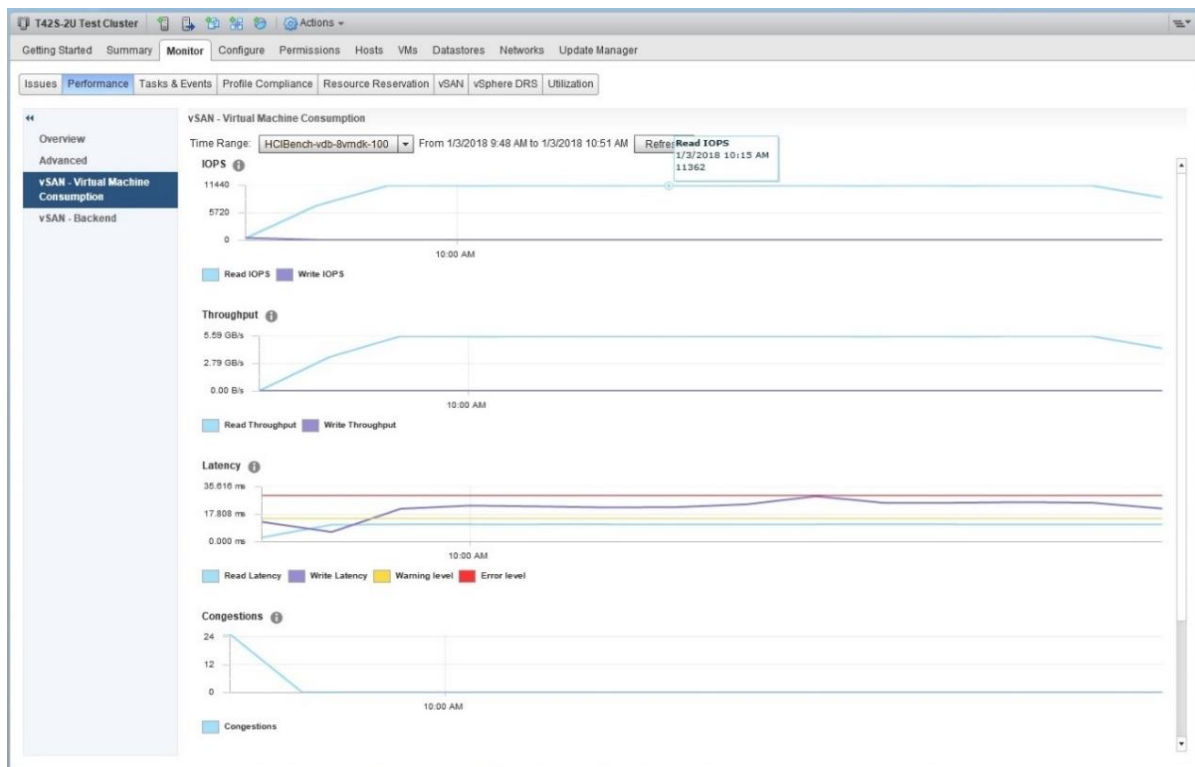 T42S-2U Test Cluster Actions
Getting Started Summary Monitor Configure Permissions Hosts VMs Datastores Networks Update Manager
Issues Performance Tasks & Events Profile Compliance Resource Reservation vSAN vSphere DRS Utilization
Overview
Advanced
vSAN - Virtual Machine
Consumption
vSAN - Backend
vSAN - Virtual Machine Consumption
Time Range: HCIBench-vdb-8vmdk-100 From 1/3/2018 9:48 AM to 1/3/2018 10:51 AM
Read IOPS
1/3/2018 10:15 AM
11362
IOPS
11440
5720
0
10:00 AM
Read IOPS Write IOPS
Throughput
5.59 GB/s
2.79 GB/s
0.00 B/s
10:00 AM
Read Throughput Write Throughput
Latency
35.616 ms
17.808 ms
0.000 ms
10:00 AM
Read Latency Write Latency Warning level Error level
Congestions
24
12
0
10:00 AM
Congestions